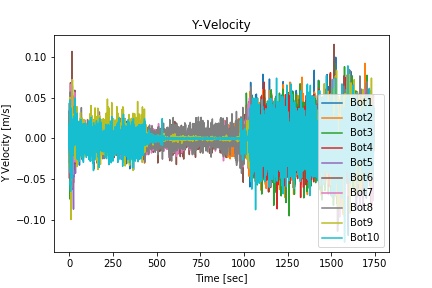 Y-Velocity
Y Velocity [m/s]
0.10
0.05
0.00
−0.05
−0.10
Bot1
Bot2
Bot3
Bot4
Bot5
Bot6
Bot7
Bot8
Bot9
Bot10
0 250 500 750 1000 1250 1500 1750
Time [sec]